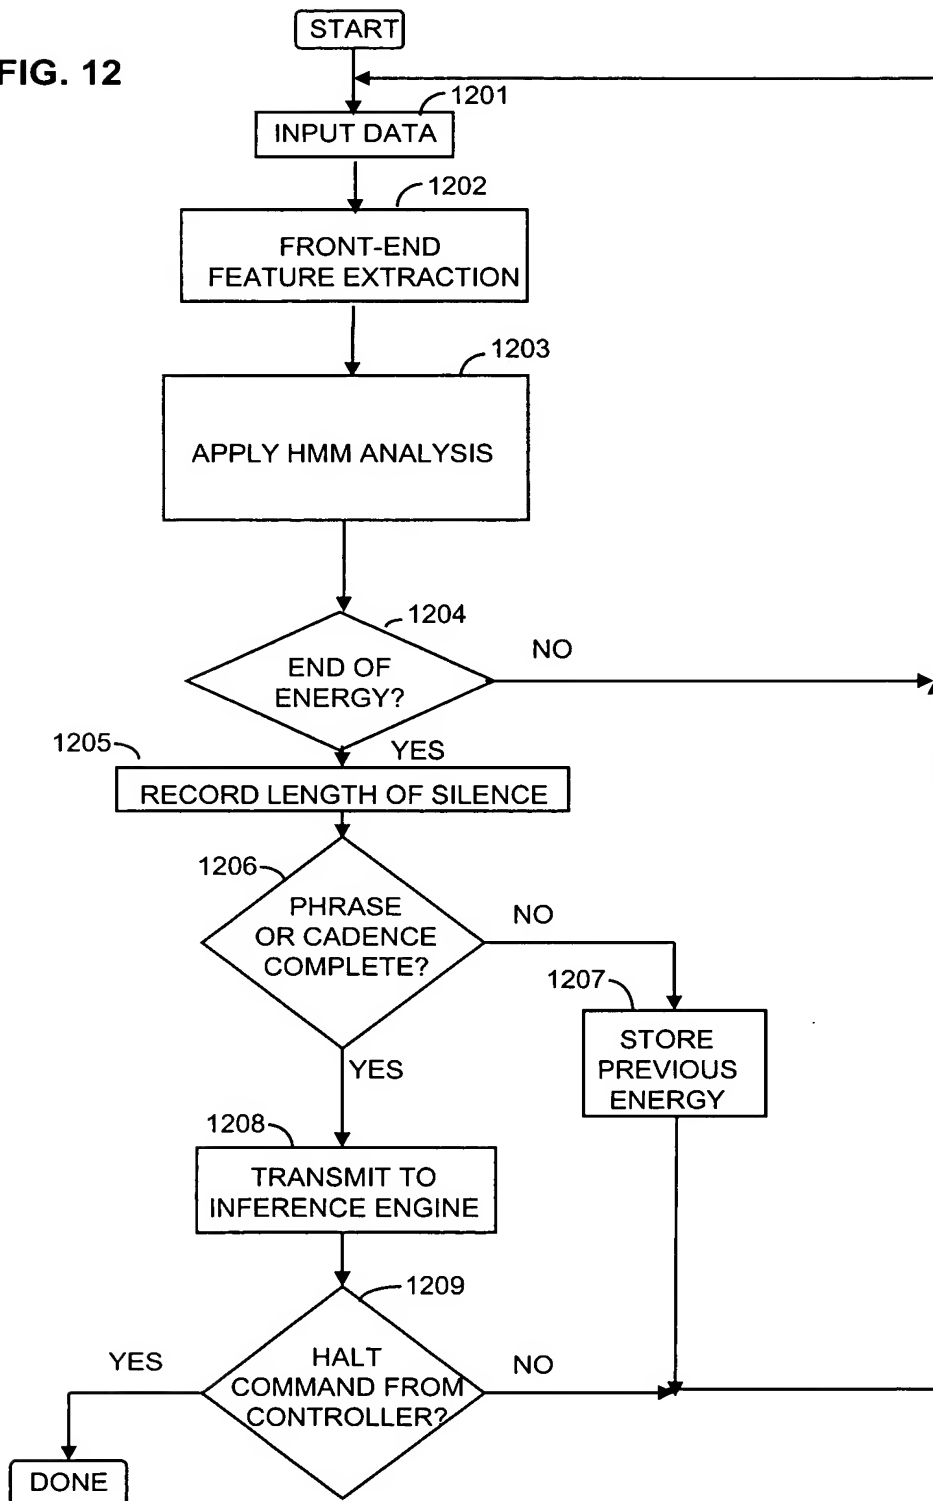 START
FIG. 12
1201
INPUT DATA
1202
FRONT-END
FEATURE EXTRACTION
1203
APPLY HMM ANALYSIS
1204
NO
END OF
ENERGY?
1205
YES
RECORD LENGTH OF SILENCE
1206
PHRASE
OR CADENCE
COMPLETE?
NO
1207
STORE
PREVIOUS
ENERGY
YES
1208
TRANSMIT TO
INFERENCE ENGINE
1209
YES
HALT
COMMAND FROM
CONTROLLER?
NO
DONE